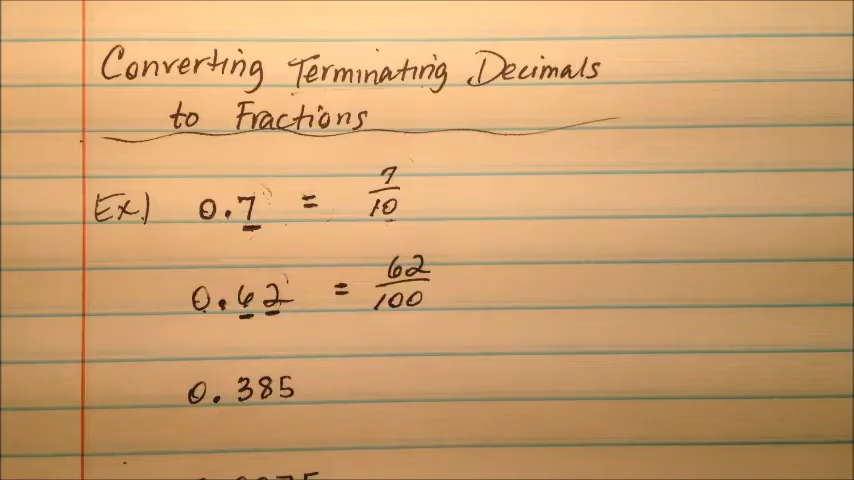 Converting Terminating Decimals
to Fractions
Ex.) 0.7 = 7/10
0.62 = 62/100
0.385